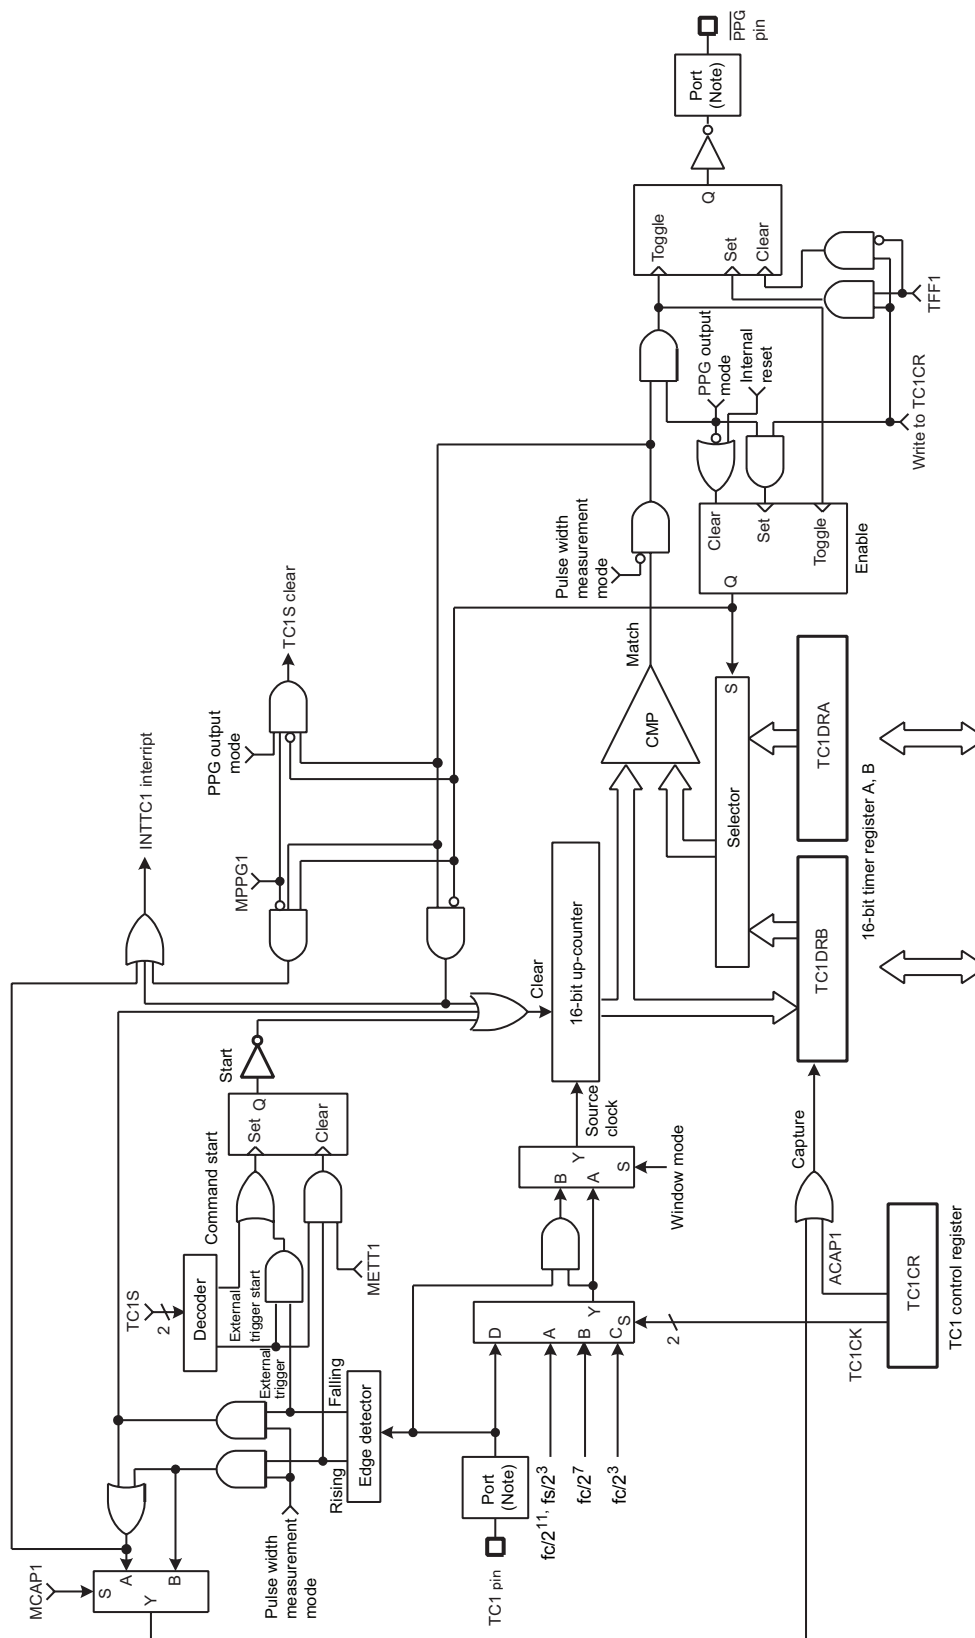 MCAP1
S
A
B
Y
Pulse width
measurement
mode
Rising
Falling
Edge detector
External
trigger
TC1S
2
Decoder
External
trigger start
Command start
METT1
Set
Clear
Q
Start
INTTC1 interript
MPPG1
PPG output
mode
TC1S clear
TC1 pin
Port
(Note)
fc/2^11, fs/2^3
fc/2^7
fc/2^3
D
A
B
C
S
Y
2
TC1CK
B
A
S
Y
Window mode
Source
clock
Clear
16-bit up-counter
CMP
Match
Pulse width
measurement
mode
Capture
ACAP1
TC1CR
TC1 control register
TC1DRB
TC1DRA
16-bit timer register A, B
Selector
S
Q
Clear
Set
Toggle
Enable
PPG output
mode
Internal
reset
Write to TC1CR
TFF1
Toggle
Set
Clear
Q
Port
(Note)
PPG
pin